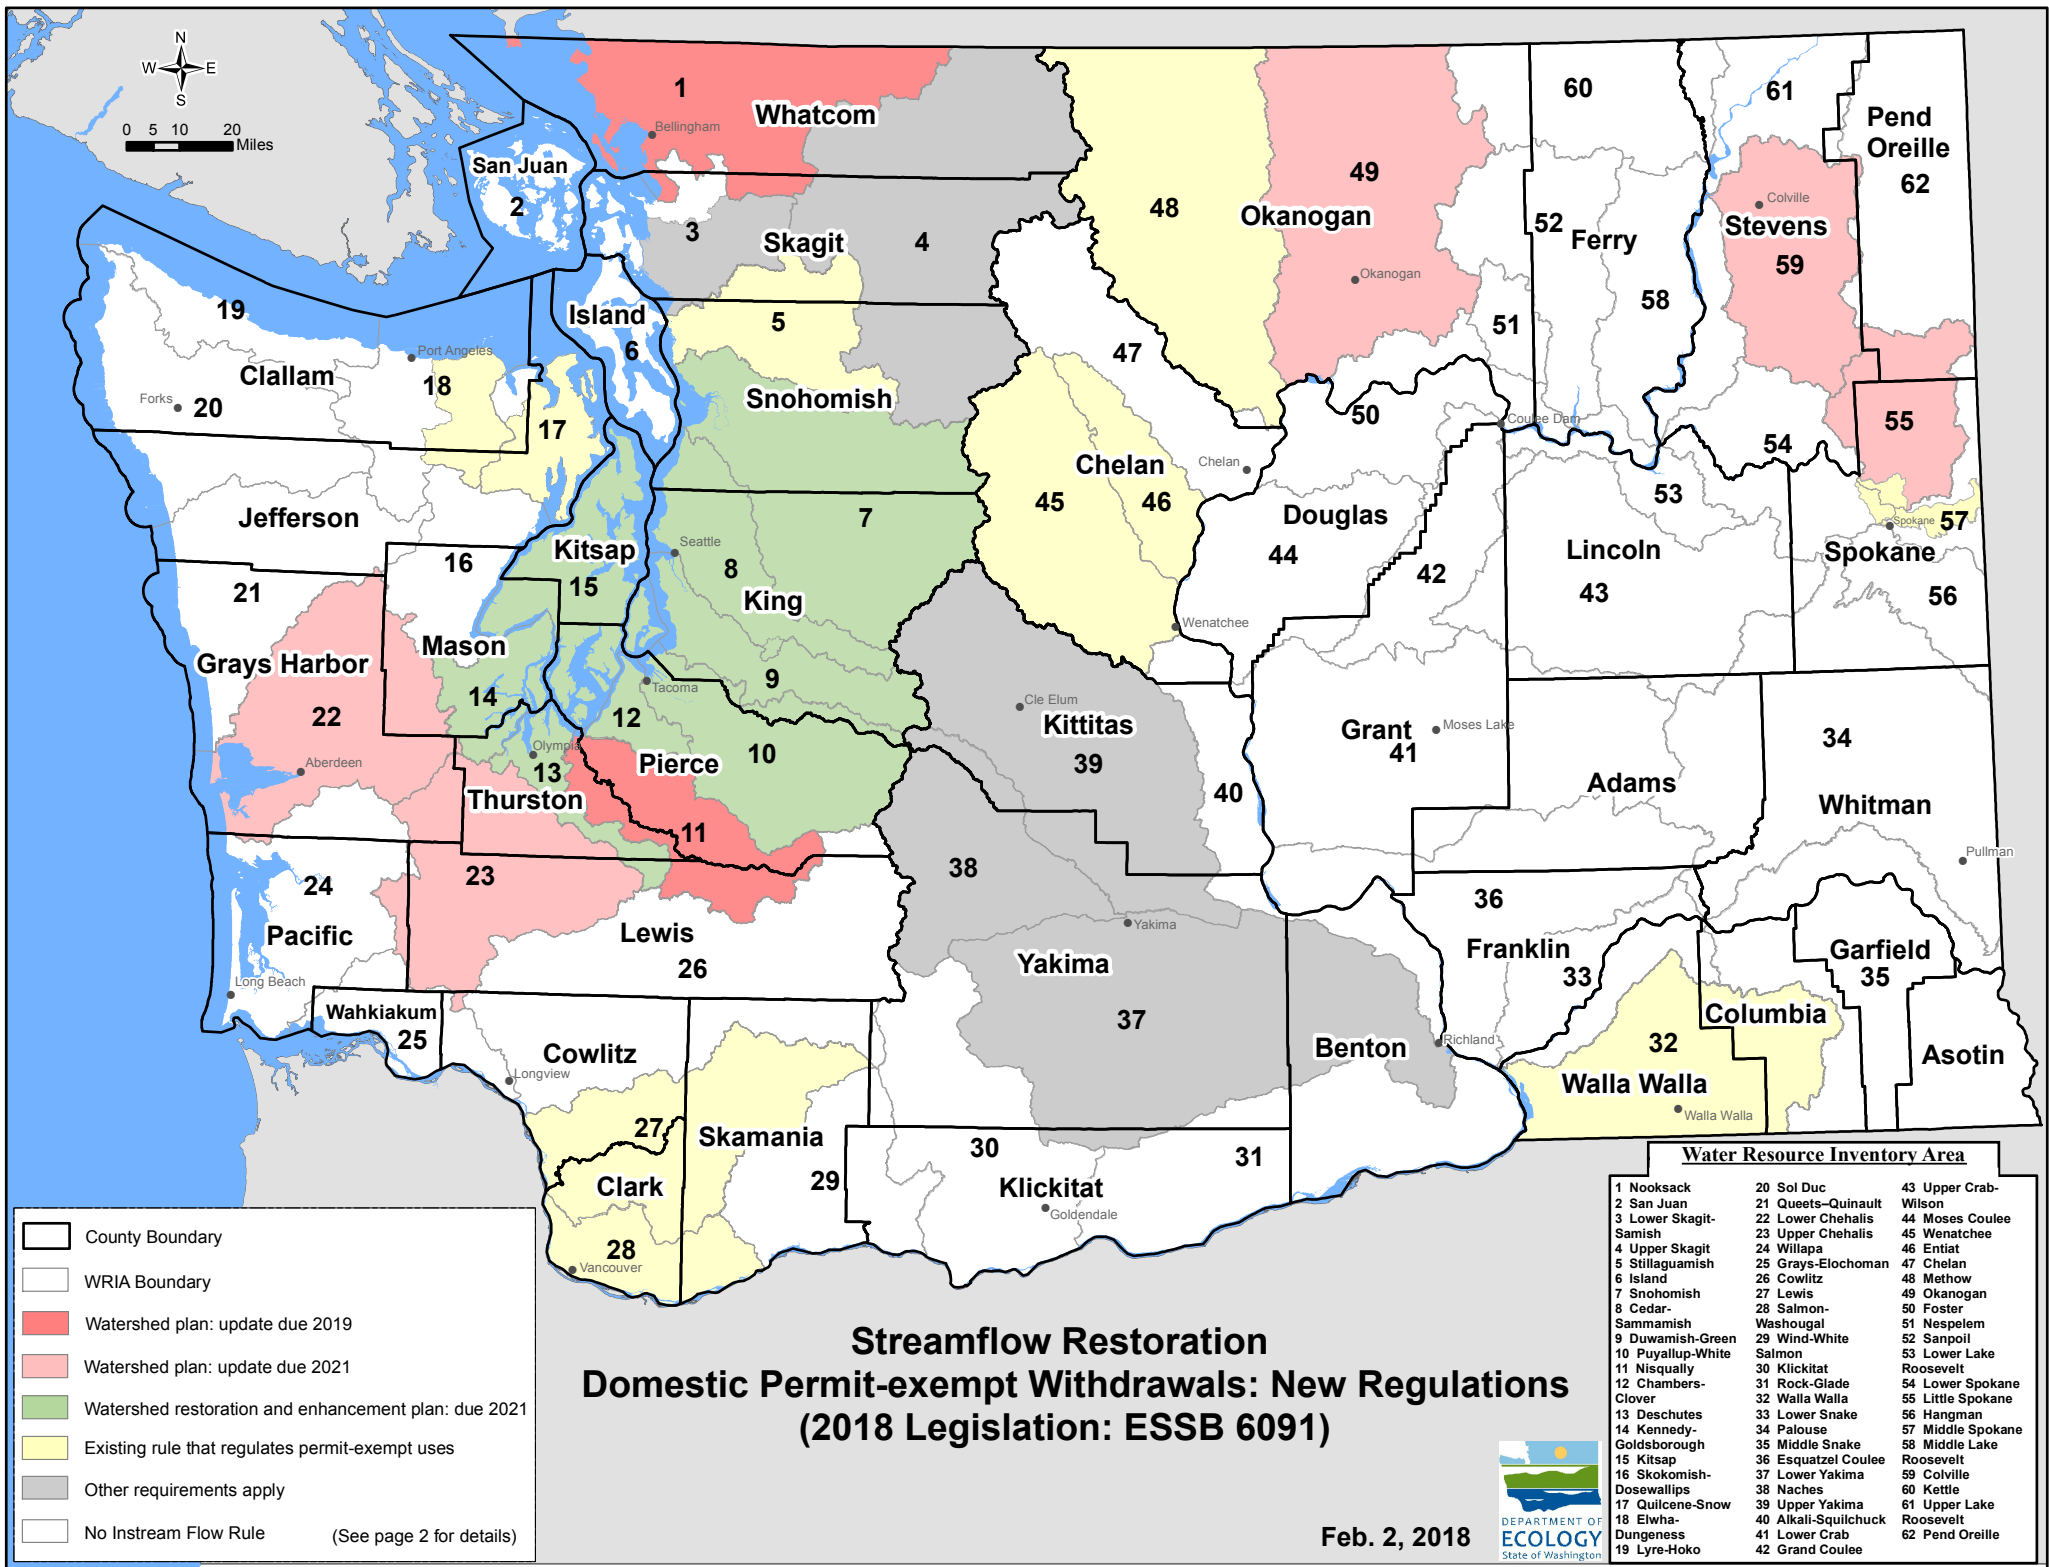 N
W E
S
0 5 10 20
Miles
1
Whatcom
Bellingham
San Juan
2
3
Skagit
4
48
49
Okanogan
Okanogan
60
61
Pend
Oreille
62
52
Ferry
Colville
Stevens
59
58
51
19
Island
6
5
47
Port Angeles
Clallam
18
Forks
20
17
Snohomish
50
Coulee Dam
55
54
Chelan
Chelan
45
46
53
Jefferson
7
Douglas
Spokane
57
Kitsap
Seattle
8
16
15
44
42
Lincoln
43
Spokane
56
21
King
Mason
Wenatchee
Grays Harbor
9
Tacoma
14
22
12
Cle Elum
Kittitas
39
Grant
41
Moses Lake
34
Olympia
13
Pierce
10
Aberdeen
Thurston
40
Adams
Whitman
11
Pullman
38
24
23
36
Yakima
Pacific
Lewis
26
Yakima
Franklin
33
Garfield
35
Long Beach
Wahkiakum
25
37
Columbia
Cowlitz
Benton
Richland
32
Asotin
Longview
Walla Walla
Walla Walla
27
Skamania
30
31
Clark
29
Klickitat
Goldendale
28
Vancouver
County Boundary
WRIA Boundary
Watershed plan: update due 2019
Watershed plan: update due 2021
Watershed restoration and enhancement plan: due 2021
Existing rule that regulates permit-exempt uses
Other requirements apply
No Instream Flow Rule (See page 2 for details)
Streamflow Restoration
Domestic Permit-exempt Withdrawals: New Regulations
(2018 Legislation: ESSB 6091)
Feb. 2, 2018
DEPARTMENT OF
ECOLOGY
State of Washington
Water Resource Inventory Area
1 Nooksack
2 San Juan
3 Lower Skagit-
Samish
4 Upper Skagit
5 Stillaguamish
6 Island
7 Snohomish
8 Cedar-
Sammamish
9 Duwamish-Green
10 Puyallup-White
11 Nisqually
12 Chambers-
Clover
13 Deschutes
14 Kennedy-
Goldsborough
15 Kitsap
16 Skokomish-
Dosewallips
17 Quilcene-Snow
18 Elwha-
Dungeness
19 Lyre-Hoko
20 Sol Duc
21 Queets–Quinault
22 Lower Chehalis
23 Upper Chehalis
24 Willapa
25 Grays-Elochoman
26 Cowlitz
27 Lewis
28 Salmon-
Washougal
29 Wind-White
Salmon
30 Klickitat
31 Rock-Glade
32 Walla Walla
33 Lower Snake
34 Palouse
35 Middle Snake
36 Esquatzel Coulee
37 Lower Yakima
38 Naches
39 Upper Yakima
40 Alkali-Squilchuck
41 Lower Crab
42 Grand Coulee
43 Upper Crab-
Wilson
44 Moses Coulee
45 Wenatchee
46 Entiat
47 Chelan
48 Methow
49 Okanogan
50 Foster
51 Nespelem
52 Sanpoil
53 Lower Lake
Roosevelt
54 Lower Spokane
55 Little Spokane
56 Hangman
57 Middle Spokane
58 Middle Lake
Roosevelt
59 Colville
60 Kettle
61 Upper Lake
Roosevelt
62 Pend Oreille